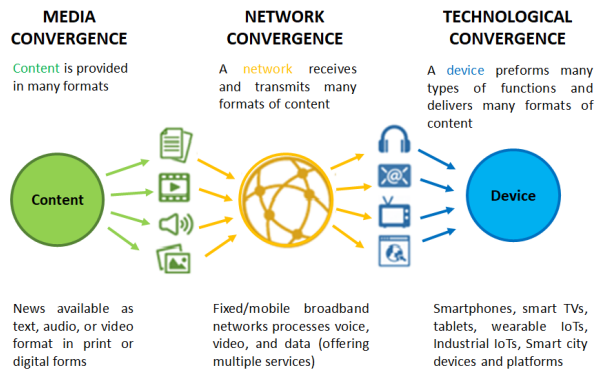 MEDIA
CONVERGENCE
Content is provided
in many formats
NETWORK
CONVERGENCE
A network receives
and transmits many
formats of content
TECHNOLOGICAL
CONVERGENCE
A device preforms many
types of functions and
delivers many formats of
content
Content
@
Device
News available as
text, audio, or video
format in print or
digital forms
Fixed/mobile broadband
networks processes voice,
video, and data (offering
multiple services)
Smartphones, smart TVs,
tablets, wearable IoTs,
Industrial IoTs, Smart city
devices and platforms